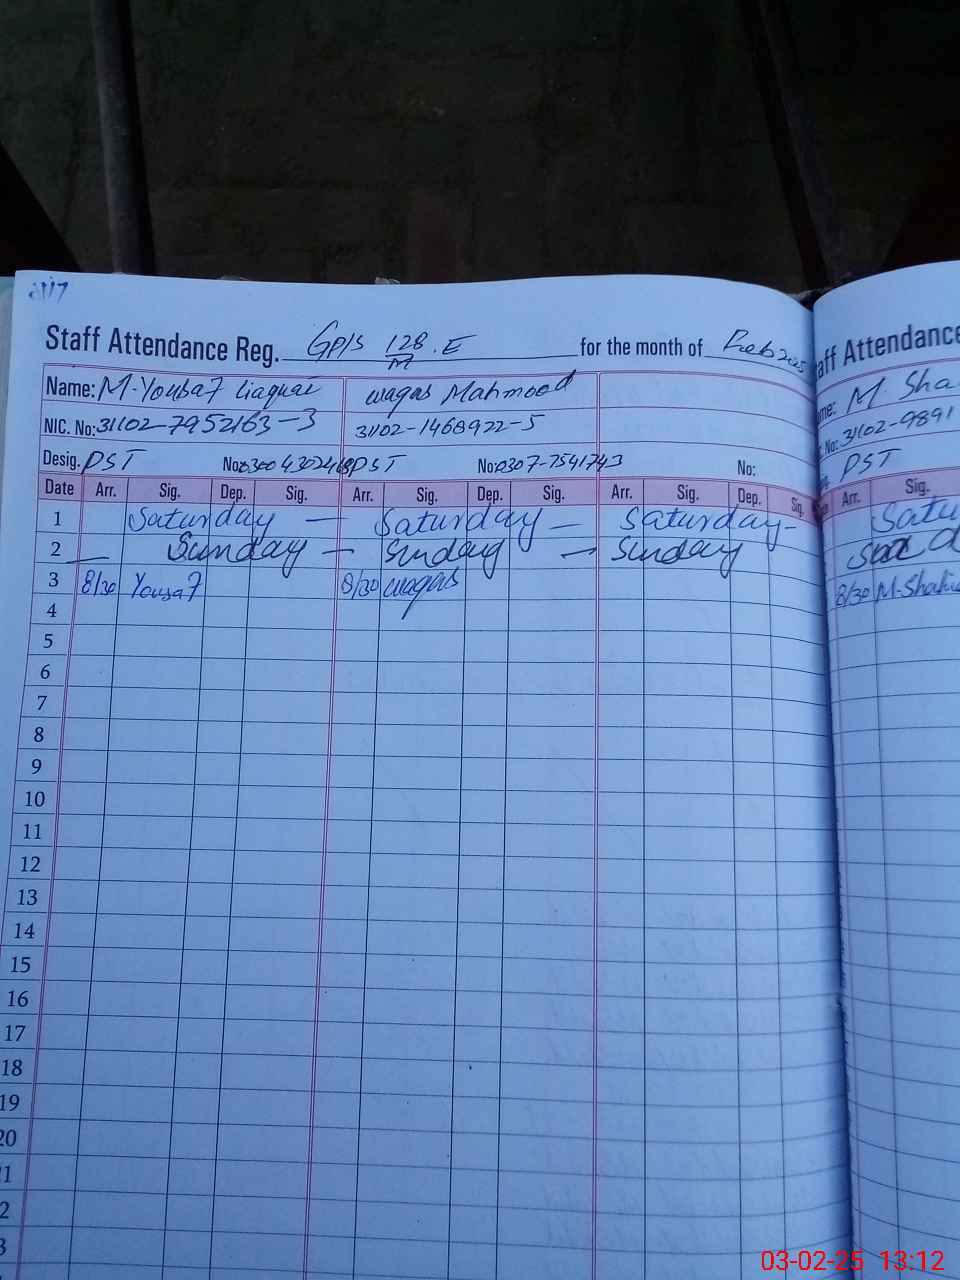 Staff Attendance Reg. GP/S 128/M .E for the month of Feb 2025
Name: M. Yousaf Liaquat waqas Mahmood
NIC. No: 31102-7952163-3 31102-1468922-5
Desig. PST No: PST No: 0307-7541743 No:
Date Arr. Sig. Dep. Sig. Arr. Sig. Dep. Sig. Arr. Sig. Dep. Sig.
1 Saturday — Saturday — Saturday -
2 — Sunday — Sunday — Sunday
3 8/30 Yousaf 8/30 waqas
4
5
6
7
8
9
10
11
12
13
14
15
16
17
18
19
20
aff Attendance
me: M. Sha
No: 31102-9891
PST
Arr. Sig.
Satu
8/30 M-Shahi
03-02-25 13:12